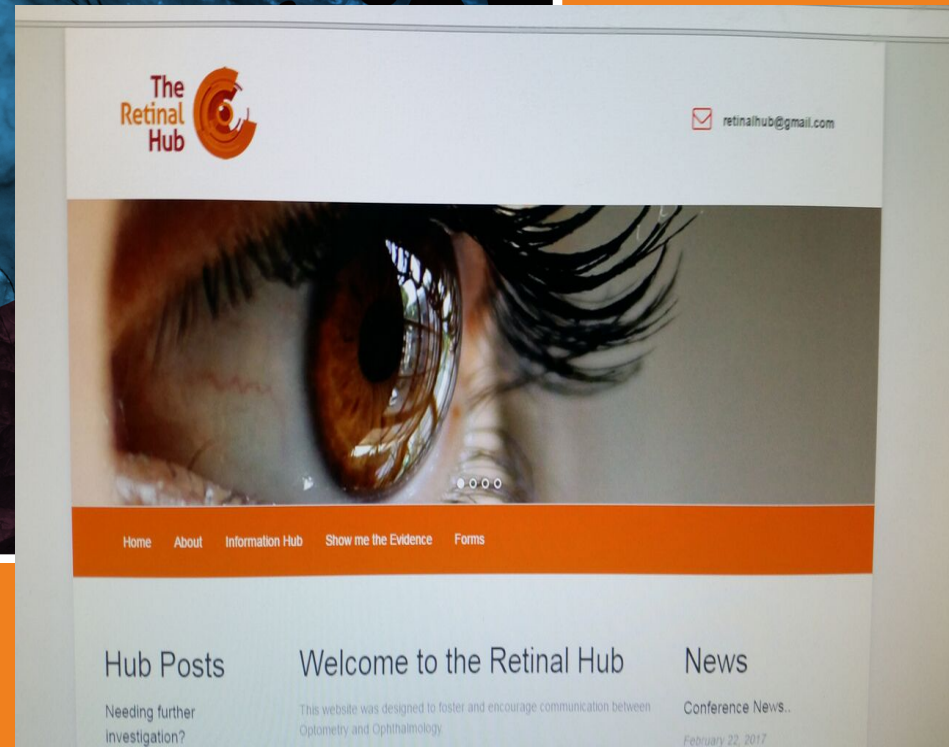 The
Retinal
Hub
retinalhub@gmail.com
Home About Information Hub Show me the Evidence Forms
Hub Posts
Needing further
investigation?
Welcome to the Retinal Hub
This website was designed to foster and encourage communication between
Optometry and Ophthalmology.
News
Conference News..
February 22, 2017